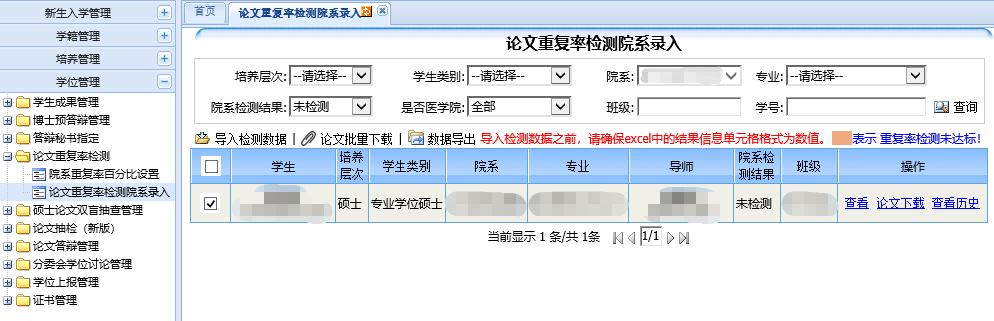 新生入学管理
学籍管理
培养管理
学位管理
学生成果管理
博士预答辩管理
答辩秘书指定
论文重复率检测
院系重复率百分比设置
论文重复率检测院系录入
硕士论文双盲抽查管理
论文抽检（新版）
论文答辩管理
分委会学位讨论管理
学位上报管理
证书管理
首页 论文重复率检测院系录入
论文重复率检测院系录入
培养层次: --请选择-- 学生类别: --请选择-- 院系: 专业: --请选择--
院系检测结果: 未检测 是否医学院: 全部 班级: 学号: 查询
导入检测数据 | 论文批量下载 | 数据导出 导入检测数据之前，请确保excel中的结果信息单元格格式为数值。 表示 重复率检测未达标!
学生 培养层次 学生类别 院系 专业 导师 院系检测结果 班级 操作
硕士 专业学位硕士 未检测 查看 论文下载 查看历史
当前显示 1 条/共 1条 1/1